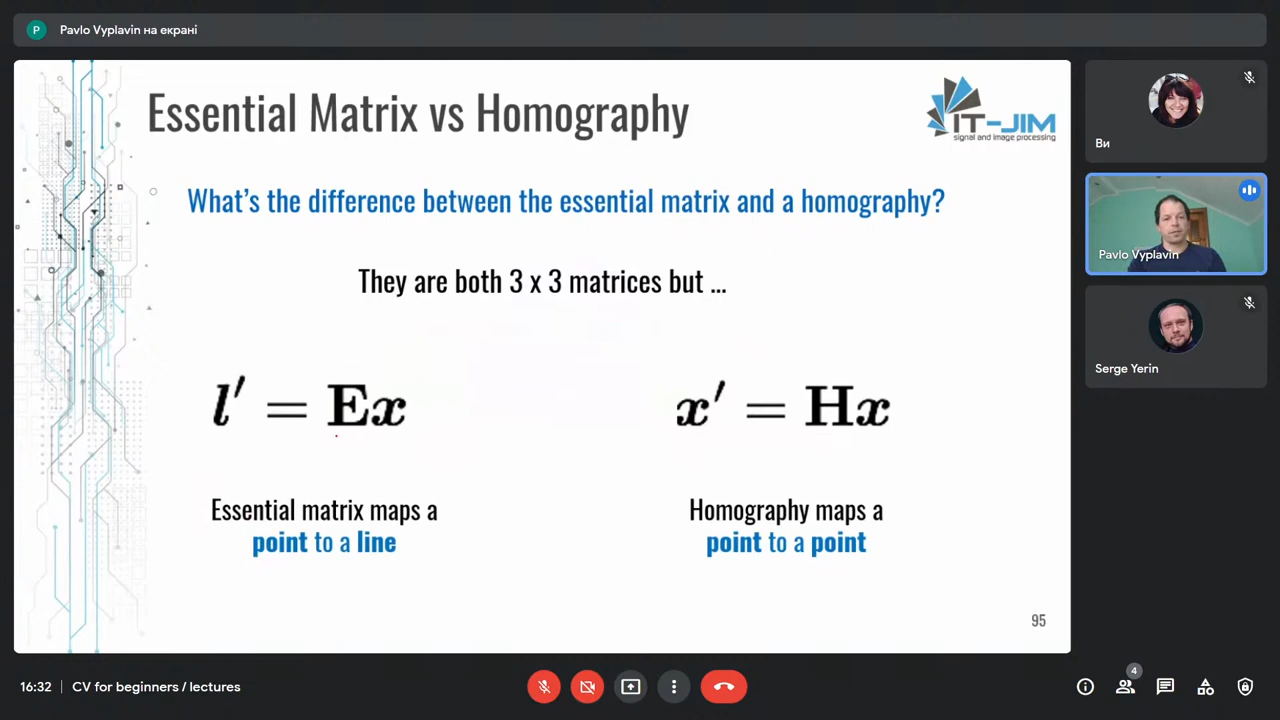 P Pavlo Vyplavin на екрані
Essential Matrix vs Homography
IT-JIM
signal and image processing
What's the difference between the essential matrix and a homography?
They are both 3 x 3 matrices but ...
l′ = Ex
x′ = Hx
Essential matrix maps a
point to a line
Homography maps a
point to a point
95
Ви
Pavlo Vyplavin
Serge Yerin
16:32 | CV for beginners / lectures
4